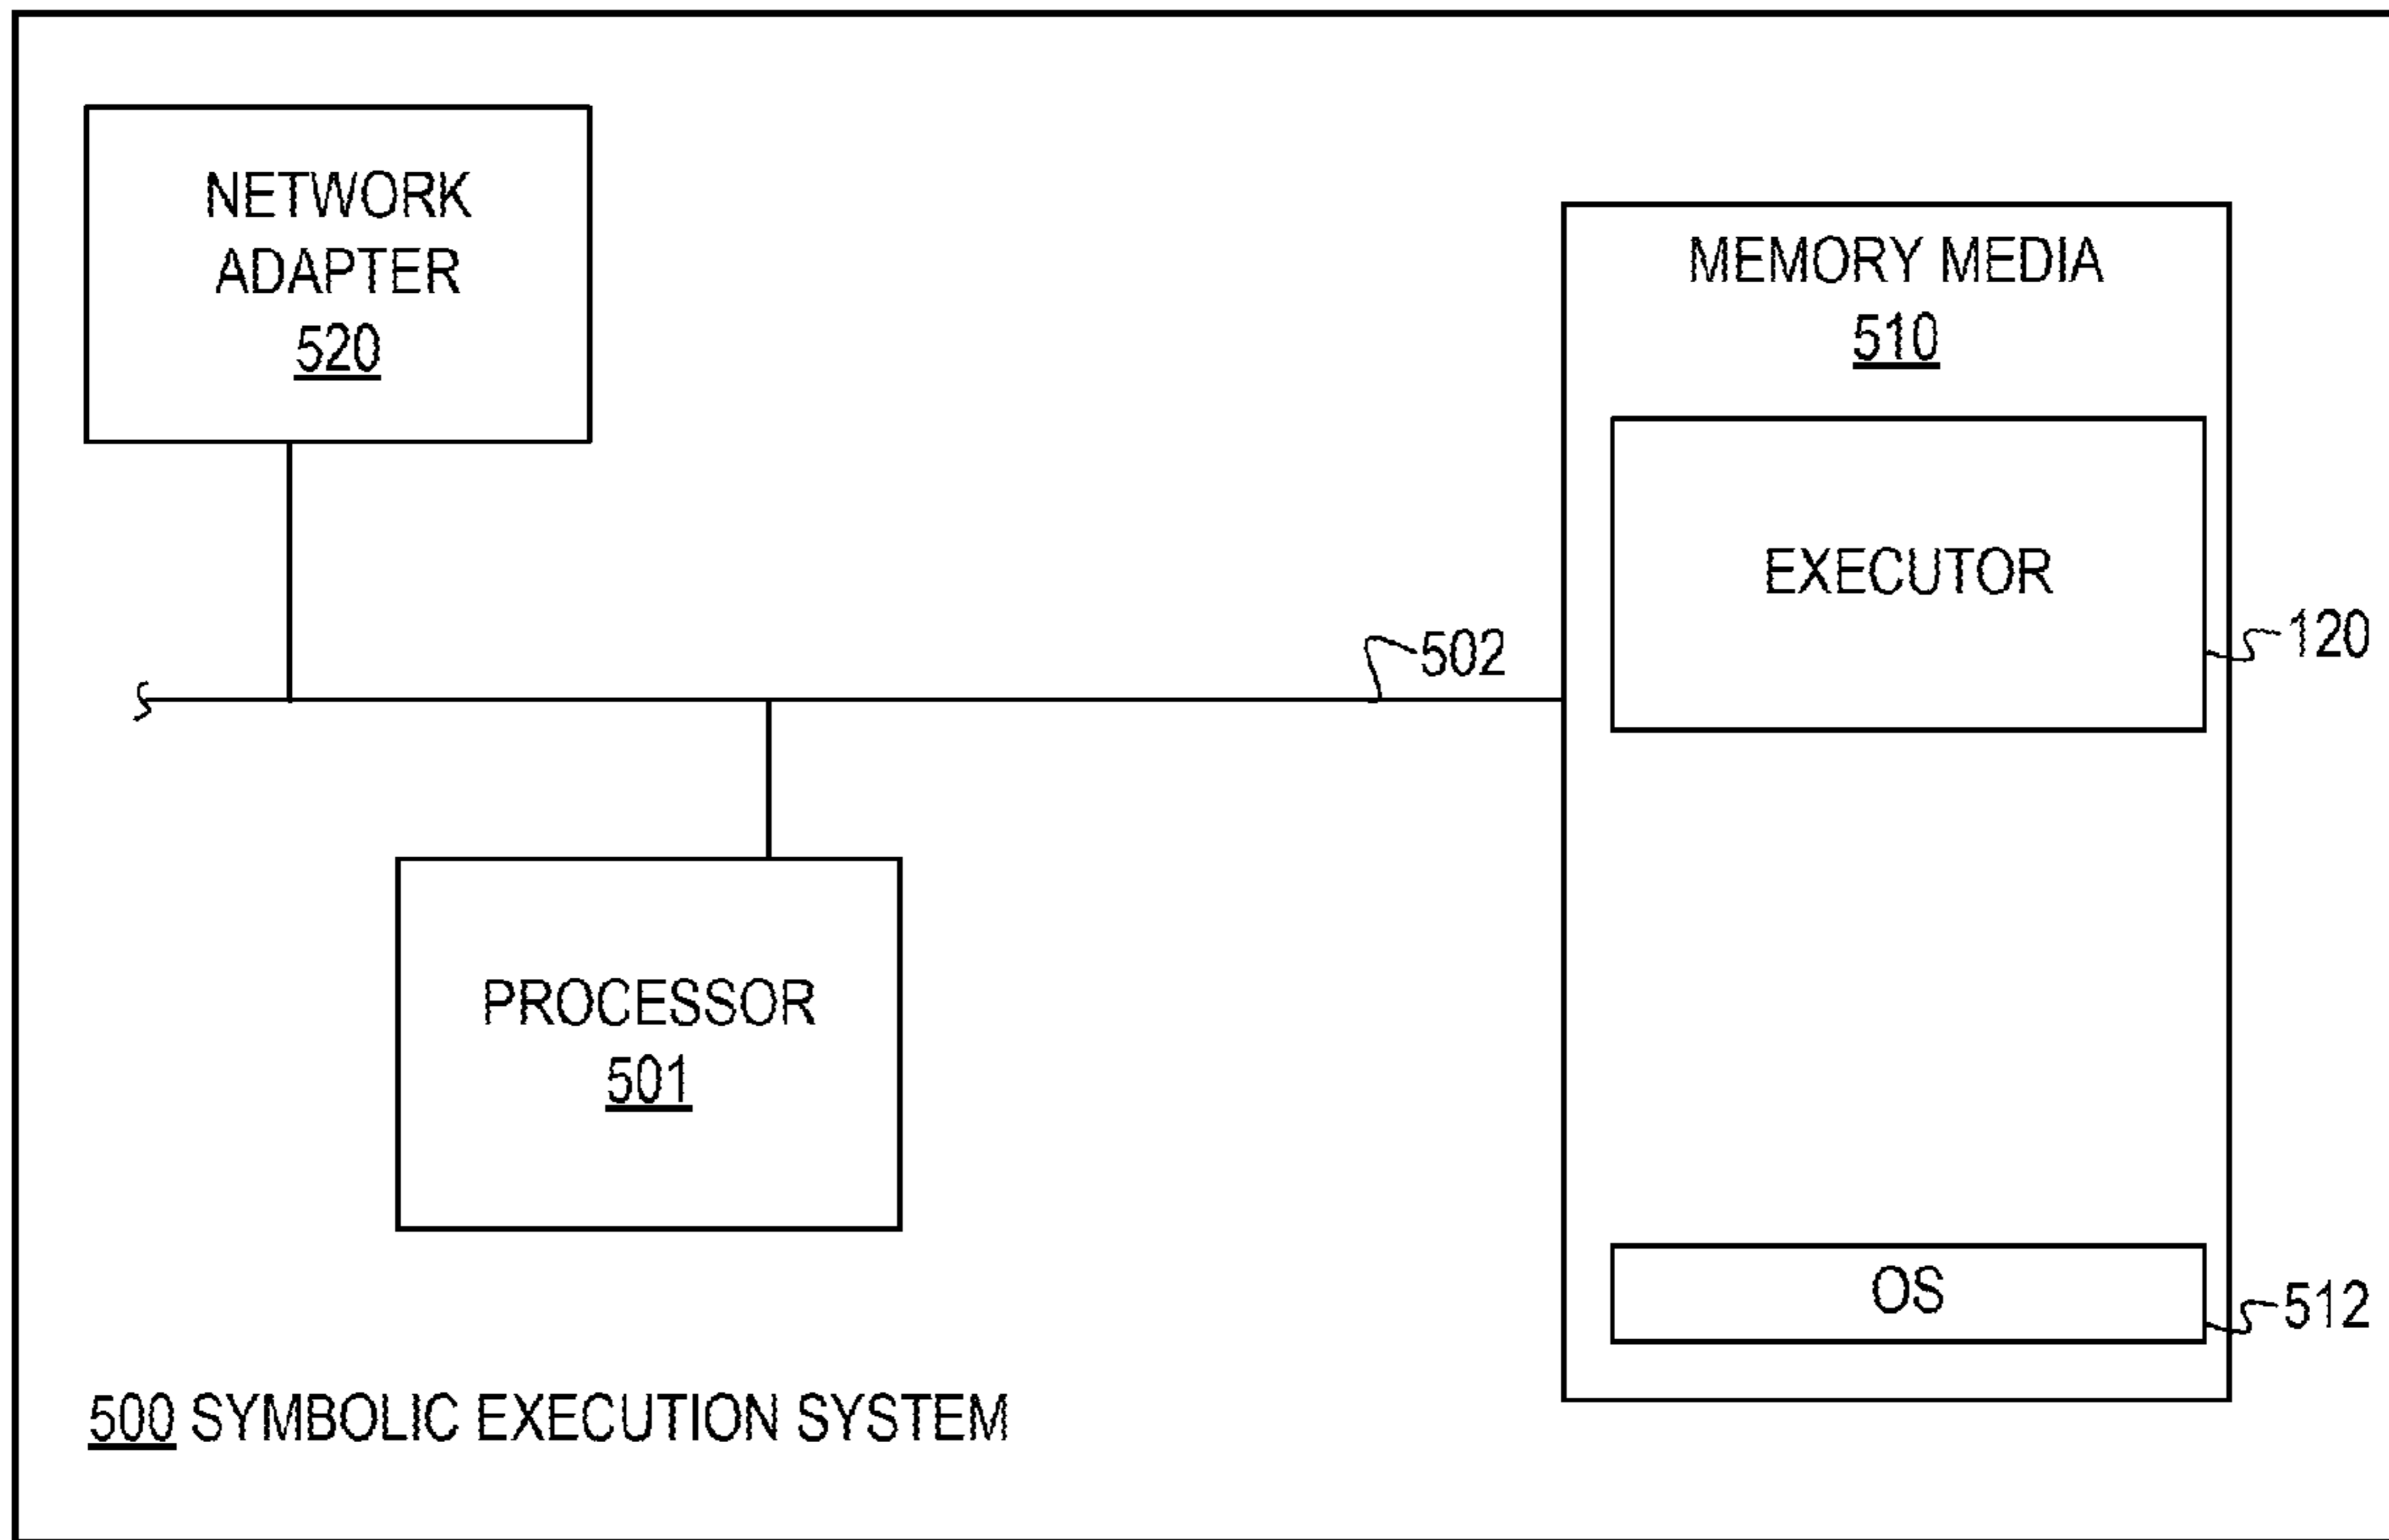 NETWORK
ADAPTER
520
MEMORY MEDIA
510
EXECUTOR
120
502
PROCESSOR
501
OS
512
500 SYMBOLIC EXECUTION SYSTEM